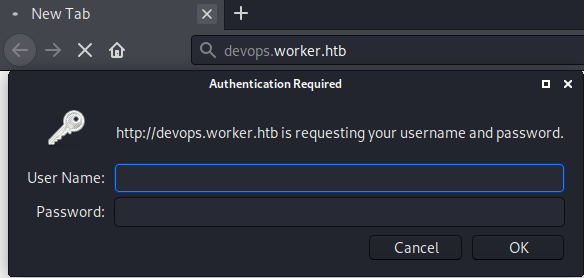 New Tab
devops.worker.htb
Authentication Required
http://devops.worker.htb is requesting your username and password.
User Name:
Password:
Cancel OK